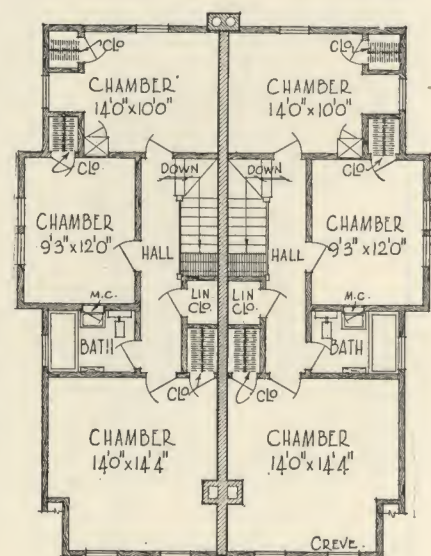 CLO
CLO
CHAMBER
14'0"x10'0"
CHAMBER
14'0"x10'0"
CLO.
DOWN
DOWN
CLO.
CHAMBER
9'3"x12'0"
HALL
HALL
CHAMBER
9'3"x12'0"
M.C.
LIN
CLO.
LIN
CLO.
M.C.
BATH
BATH
CLO
CLO
CHAMBER
14'0"x14'4"
CHAMBER
14'0"x14'4"
CREVE.